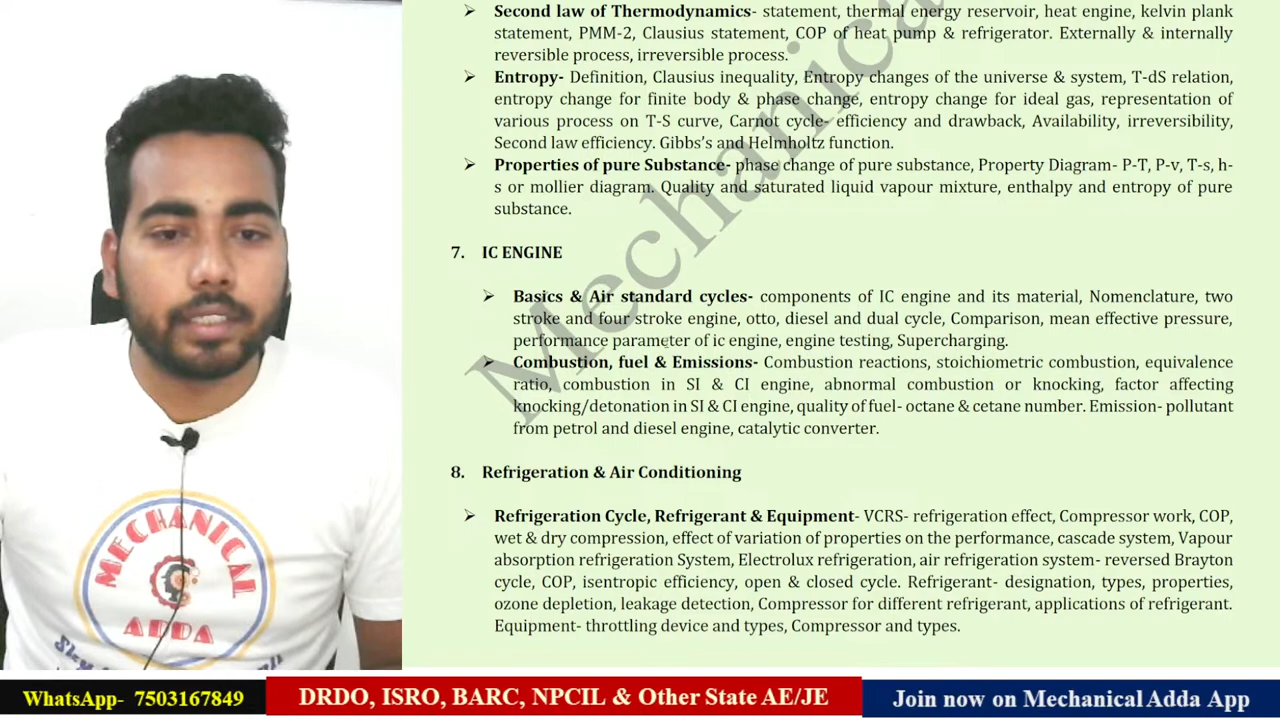 Second law of Thermodynamics- statement, thermal energy reservoir, heat engine, kelvin plank
statement, PMM-2, Clausius statement, COP of heat pump & refrigerator. Externally & internally
reversible process, irreversible process.
Entropy- Definition, Clausius inequality, Entropy changes of the universe & system, T-dS relation,
entropy change for finite body & phase change, entropy change for ideal gas, representation of
various process on T-S curve, Carnot cycle- efficiency and drawback, Availability, irreversibility,
Second law efficiency. Gibbs's and Helmholtz function.
Properties of pure Substance- phase change of pure substance, Property Diagram- P-T, P-v, T-s, h-
s or mollier diagram. Quality and saturated liquid vapour mixture, enthalpy and entropy of pure
substance.
7. IC ENGINE
Basics & Air standard cycles- components of IC engine and its material, Nomenclature, two
stroke and four stroke engine, otto, diesel and dual cycle, Comparison, mean effective pressure,
performance parameter of ic engine, engine testing, Supercharging.
Combustion, fuel & Emissions- Combustion reactions, stoichiometric combustion, equivalence
ratio, combustion in SI & CI engine, abnormal combustion or knocking, factor affecting
knocking/detonation in SI & CI engine, quality of fuel- octane & cetane number. Emission- pollutant
from petrol and diesel engine, catalytic converter.
8. Refrigeration & Air Conditioning
Refrigeration Cycle, Refrigerant & Equipment- VCRS- refrigeration effect, Compressor work, COP,
wet & dry compression, effect of variation of properties on the performance, cascade system, Vapour
absorption refrigeration System, Electrolux refrigeration, air refrigeration system- reversed Brayton
cycle, COP, isentropic efficiency, open & closed cycle. Refrigerant- designation, types, properties,
ozone depletion, leakage detection, Compressor for different refrigerant, applications of refrigerant.
Equipment- throttling device and types, Compressor and types.
Mechanica
MECHANICAL
ADDA
WhatsApp- 7503167849
DRDO, ISRO, BARC, NPCIL & Other State AE/JE
Join now on Mechanical Adda App